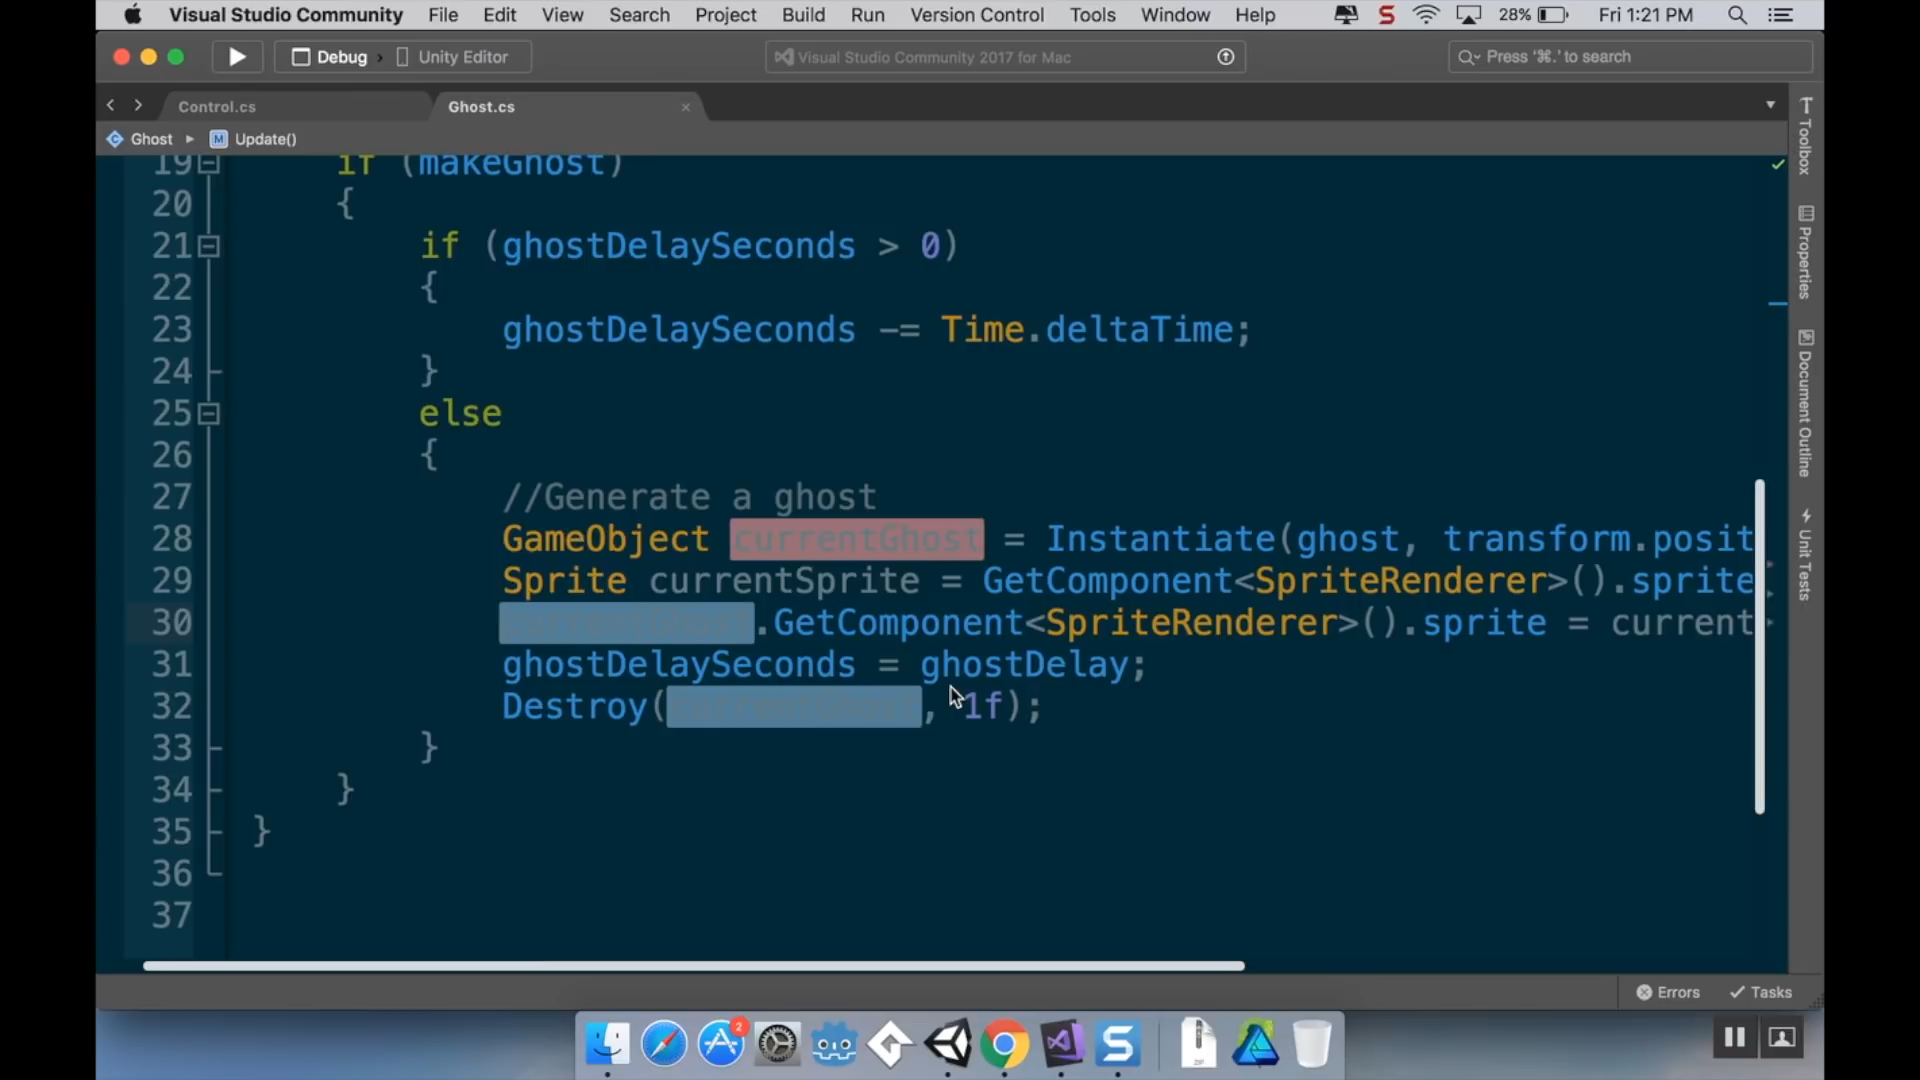 Visual Studio Community File Edit View Search Project Build Run Version Control Tools Window Help S 28% Fri 1:21 PM
Debug › Unity Editor Visual Studio Community 2017 for Mac Press '⌘.' to search
Control.cs Ghost.cs ×
Ghost ▸ M Update()
19 if (makeGhost)
20 {
21 if (ghostDelaySeconds > 0)
22 {
23 ghostDelaySeconds -= Time.deltaTime;
24 }
25 else
26 {
27 //Generate a ghost
28 GameObject currentGhost = Instantiate(ghost, transform.posit
29 Sprite currentSprite = GetComponent<SpriteRenderer>().sprite
30 .GetComponent<SpriteRenderer>().sprite = current
31 ghostDelaySeconds = ghostDelay;
32 Destroy(currentGhost, 1f);
33 }
34 }
35 }
36
37
Toolbox
Properties
Document Outline
Unit Tests
Errors Tasks
2
S
ZIP